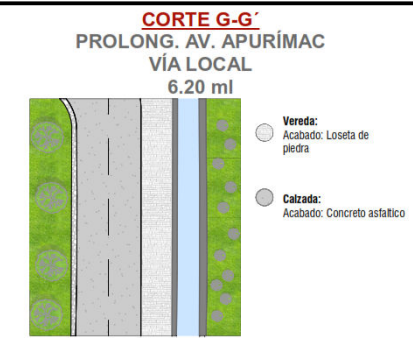 CORTE G-G´
PROLONG. AV. APURÍMAC
VÍA LOCAL
6.20 ml
Vereda:
Acabado: Loseta de
piedra
Calzada:
Acabado: Concreto asfaltico